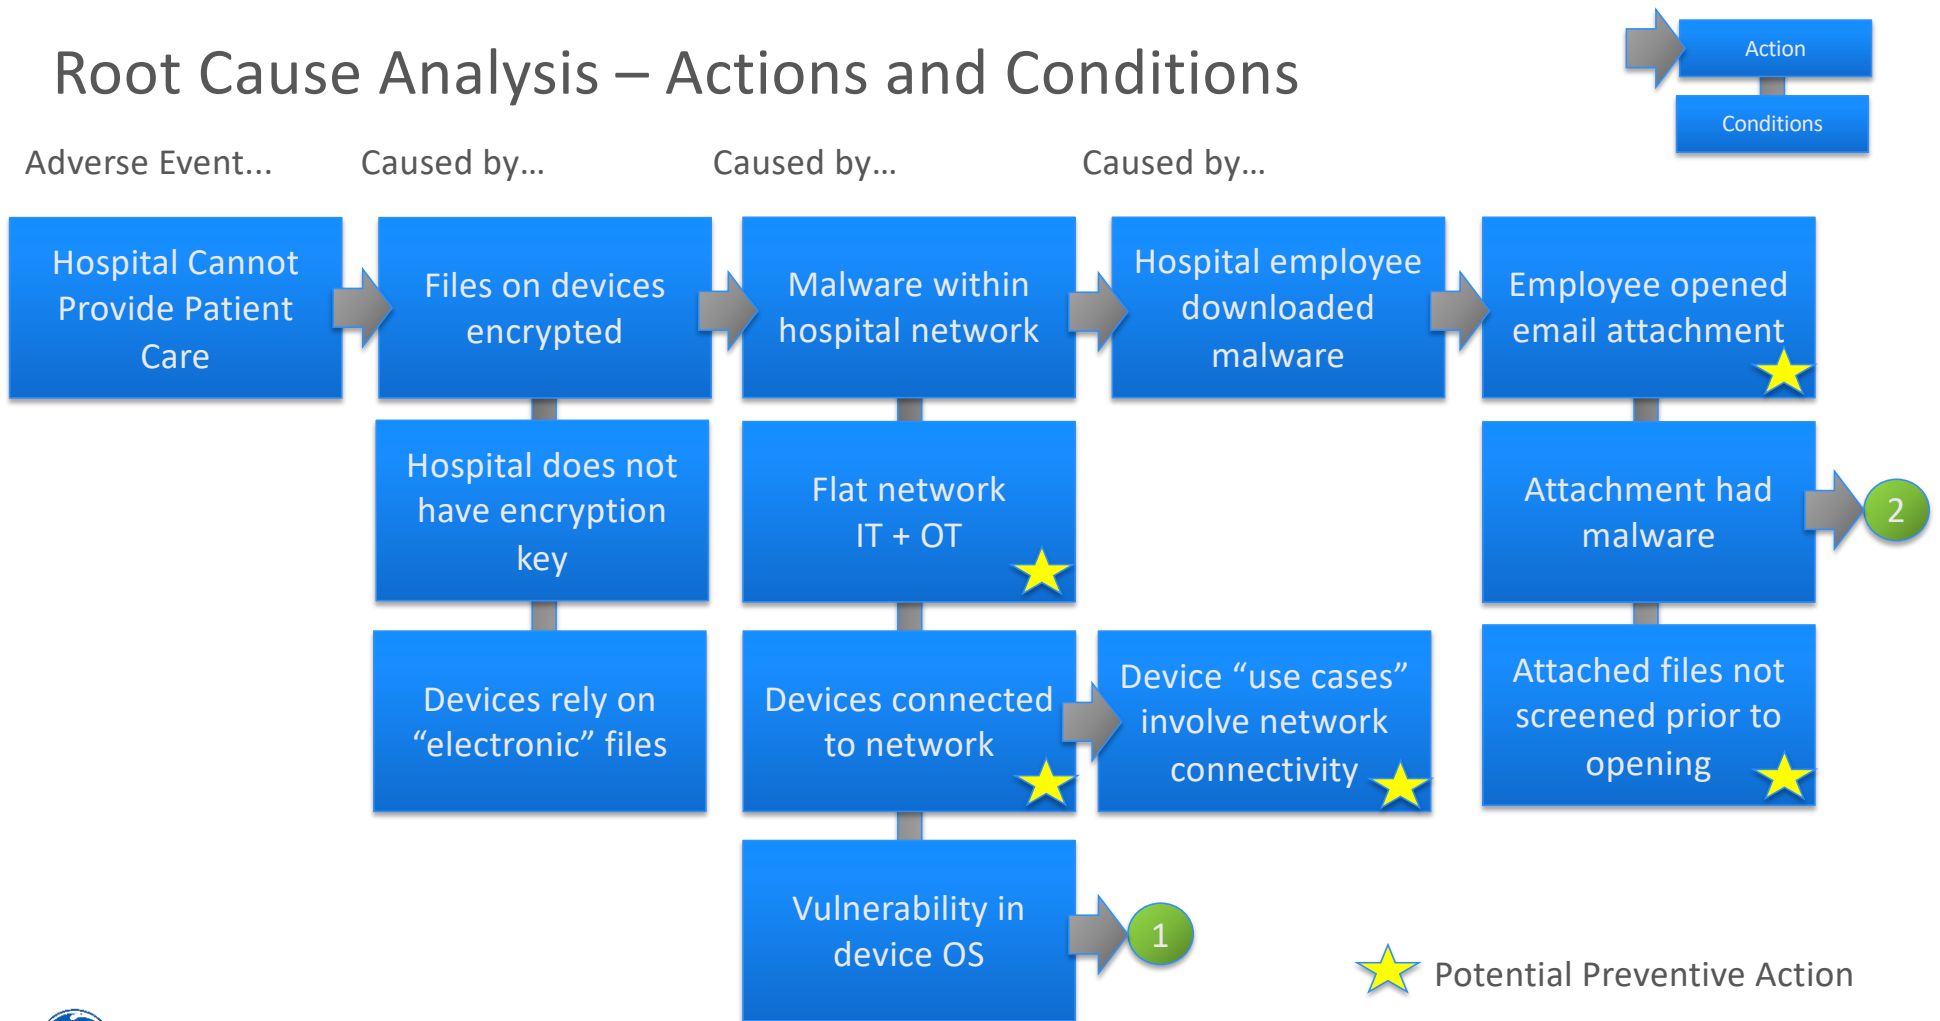 Root Cause Analysis – Actions and Conditions
Action
Conditions
Adverse Event...
Caused by...
Caused by...
Caused by...
Hospital Cannot
Provide Patient
Care
Files on devices
encrypted
Malware within
hospital network
Hospital employee
downloaded
malware
Employee opened
email attachment
Hospital does not
have encryption
key
Flat network
IT + OT
Attachment had
malware
2
Devices rely on
“electronic” files
Devices connected
to network
Device “use cases”
involve network
connectivity
Attached files not
screened prior to
opening
Vulnerability in
device OS
1
Potential Preventive Action